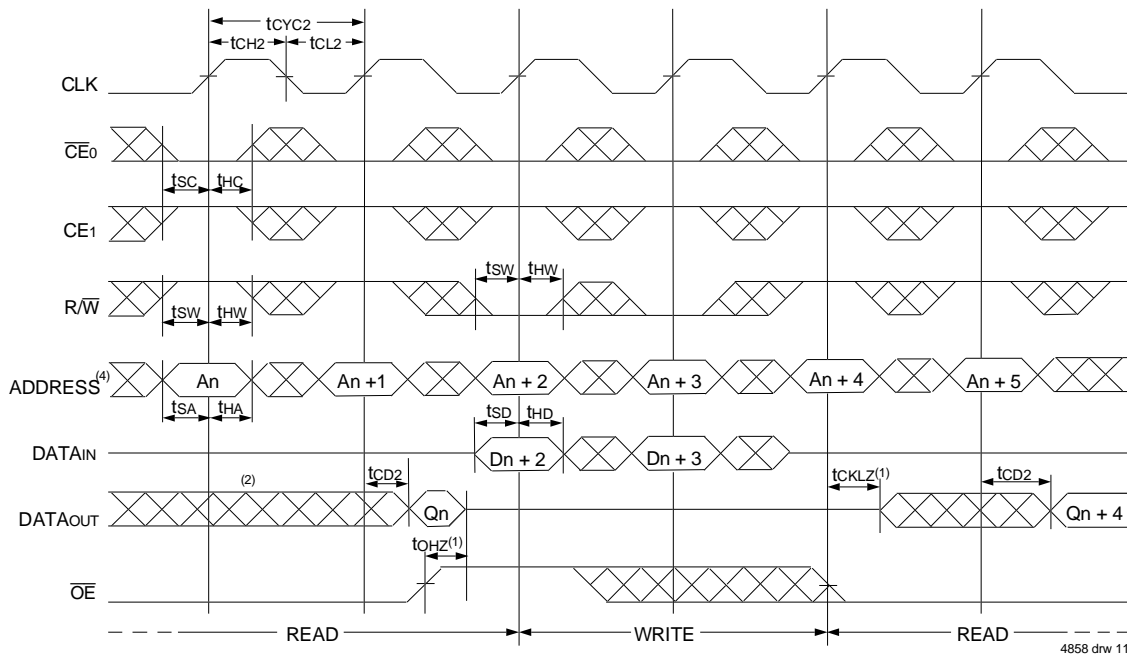 tCYC2
tCH2 tCL2
CLK
CE0
tSC tHC
CE1
tSW tHW
R/W
tSW tHW
ADDRESS(4) An An +1 An + 2 An + 3 An + 4 An + 5
tSA tHA tSD tHD
DATAIN Dn + 2 Dn + 3
tCD2 tCKLZ(1) tCD2
(2)
DATAOUT Qn Qn + 4
tOHZ(1)
OE
READ WRITE READ
4858 drw 11